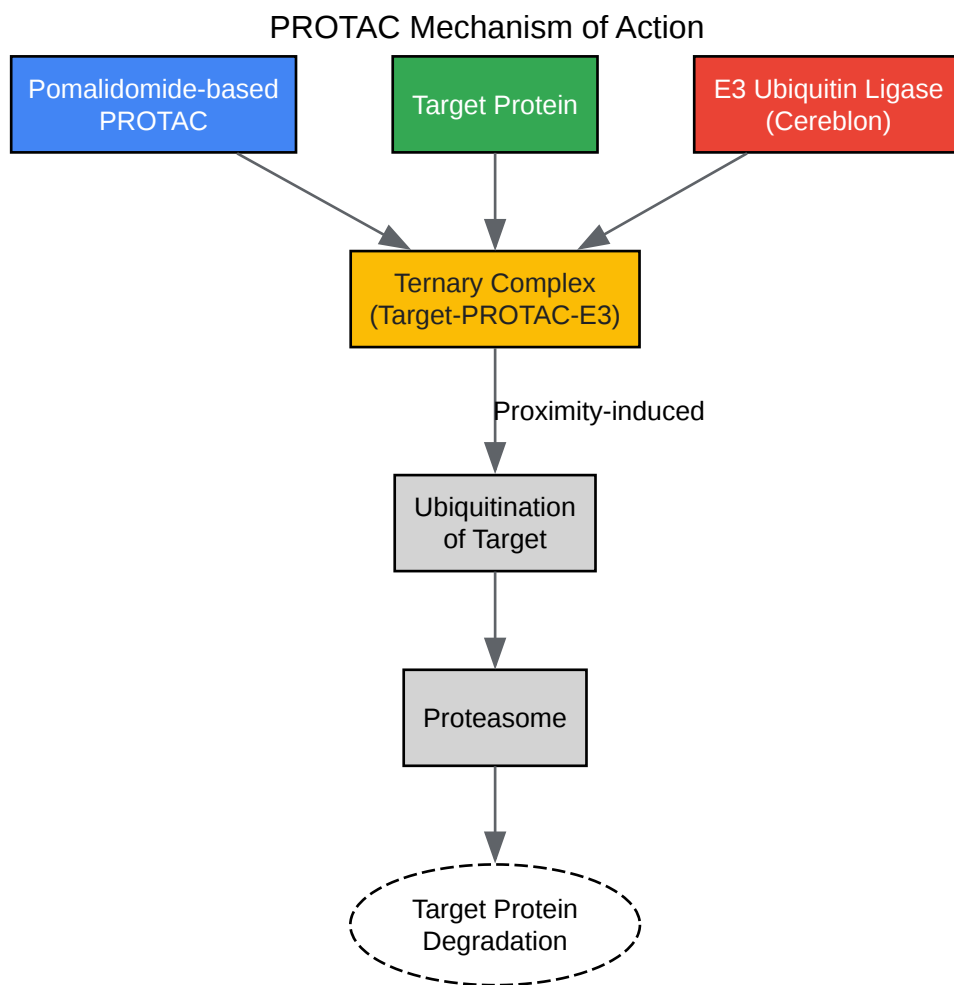 PROTAC Mechanism of Action
Pomalidomide-based
PROTAC
Target Protein
E3 Ubiquitin Ligase
(Cereblon)
Ternary Complex
(Target-PROTAC-E3)
Proximity-induced
Ubiquitination
of Target
Proteasome
Target Protein
Degradation